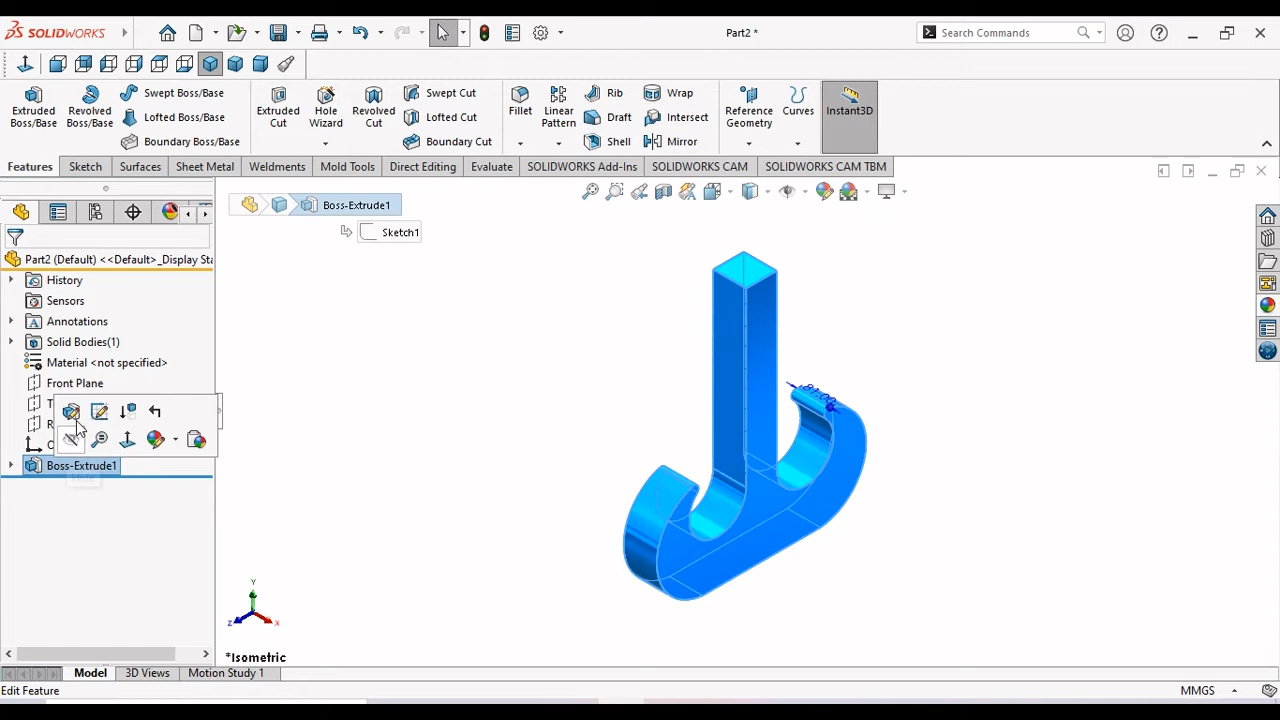 SOLIDWORKS
Part2 *
Search Commands
Extruded Boss/Base
Revolved Boss/Base
Swept Boss/Base
Lofted Boss/Base
Boundary Boss/Base
Extruded Cut
Hole Wizard
Revolved Cut
Swept Cut
Lofted Cut
Boundary Cut
Fillet
Linear Pattern
Rib
Draft
Shell
Wrap
Intersect
Mirror
Reference Geometry
Curves
Instant3D
Features Sketch Surfaces Sheet Metal Weldments Mold Tools Direct Editing Evaluate SOLIDWORKS Add-Ins SOLIDWORKS CAM SOLIDWORKS CAM TBM
Boss-Extrude1
Sketch1
Part2 (Default) <<Default>_Display Sta
History
Sensors
Annotations
Solid Bodies(1)
Material <not specified>
Front Plane
T
R
O
Boss-Extrude1
Y
Z
X
*Isometric
Model 3D Views Motion Study 1
Edit Feature
MMGS